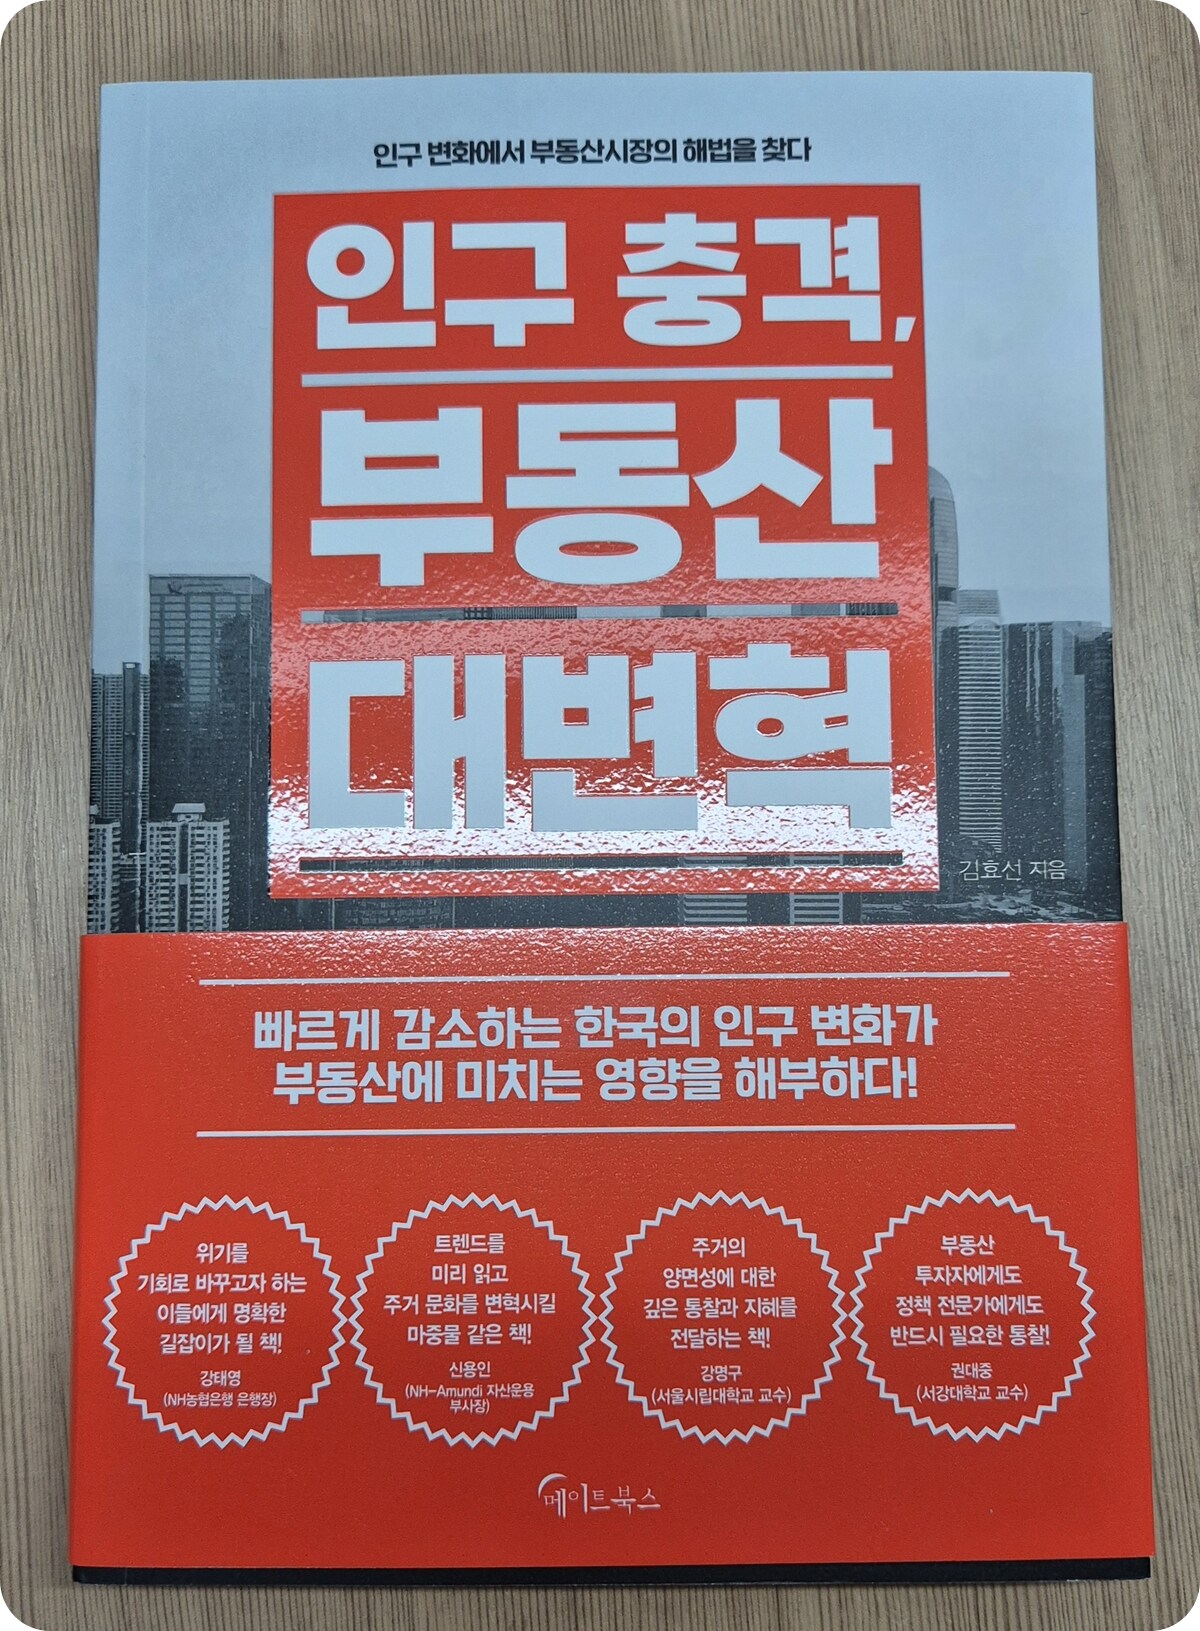 인구 변화에서 부동산시장의 해법을 찾다
인구 충격,
부동산
대변혁
김효선 지음
빠르게 감소하는 한국의 인구 변화가
부동산에 미치는 영향을 해부하다!
위기를
기회로 바꾸고자 하는
이들에게 명확한
길잡이가 될 책!
강태영
(NH농협은행 은행장)
트렌드를
미리 읽고
주거 문화를 변혁시킬
마중물 같은 책!
신용인
(NH-Amundi 자산운용
부사장)
주거의
양면성에 대한
깊은 통찰과 지혜를
전달하는 책!
강명구
(서울시립대학교 교수)
부동산
투자자에게도
정책 전문가에게도
반드시 필요한 통찰!
권대중
(서강대학교 교수)
메이트북스